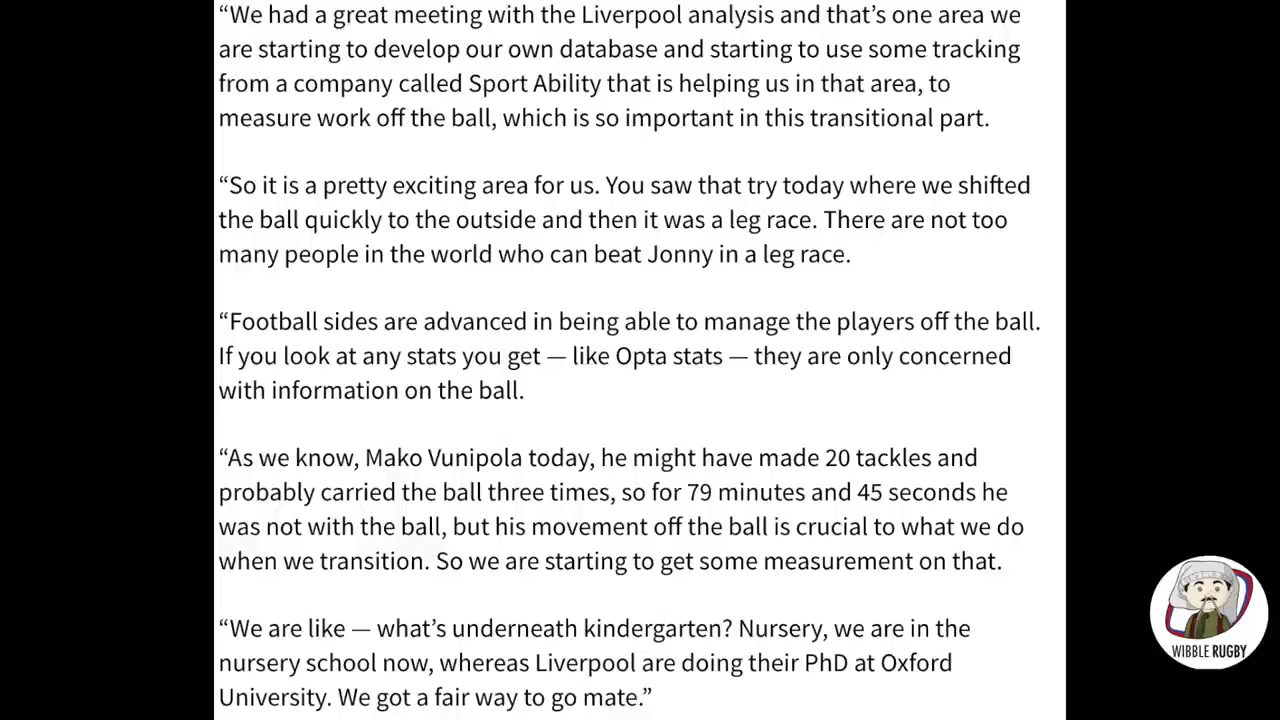 “We had a great meeting with the Liverpool analysis and that’s one area we
are starting to develop our own database and starting to use some tracking
from a company called Sport Ability that is helping us in that area, to
measure work off the ball, which is so important in this transitional part.
“So it is a pretty exciting area for us. You saw that try today where we shifted
the ball quickly to the outside and then it was a leg race. There are not too
many people in the world who can beat Jonny in a leg race.
“Football sides are advanced in being able to manage the players off the ball.
If you look at any stats you get — like Opta stats — they are only concerned
with information on the ball.
“As we know, Mako Vunipola today, he might have made 20 tackles and
probably carried the ball three times, so for 79 minutes and 45 seconds he
was not with the ball, but his movement off the ball is crucial to what we do
when we transition. So we are starting to get some measurement on that.
“We are like — what’s underneath kindergarten? Nursery, we are in the
nursery school now, whereas Liverpool are doing their PhD at Oxford
University. We got a fair way to go mate.”
WIBBLE RUGBY